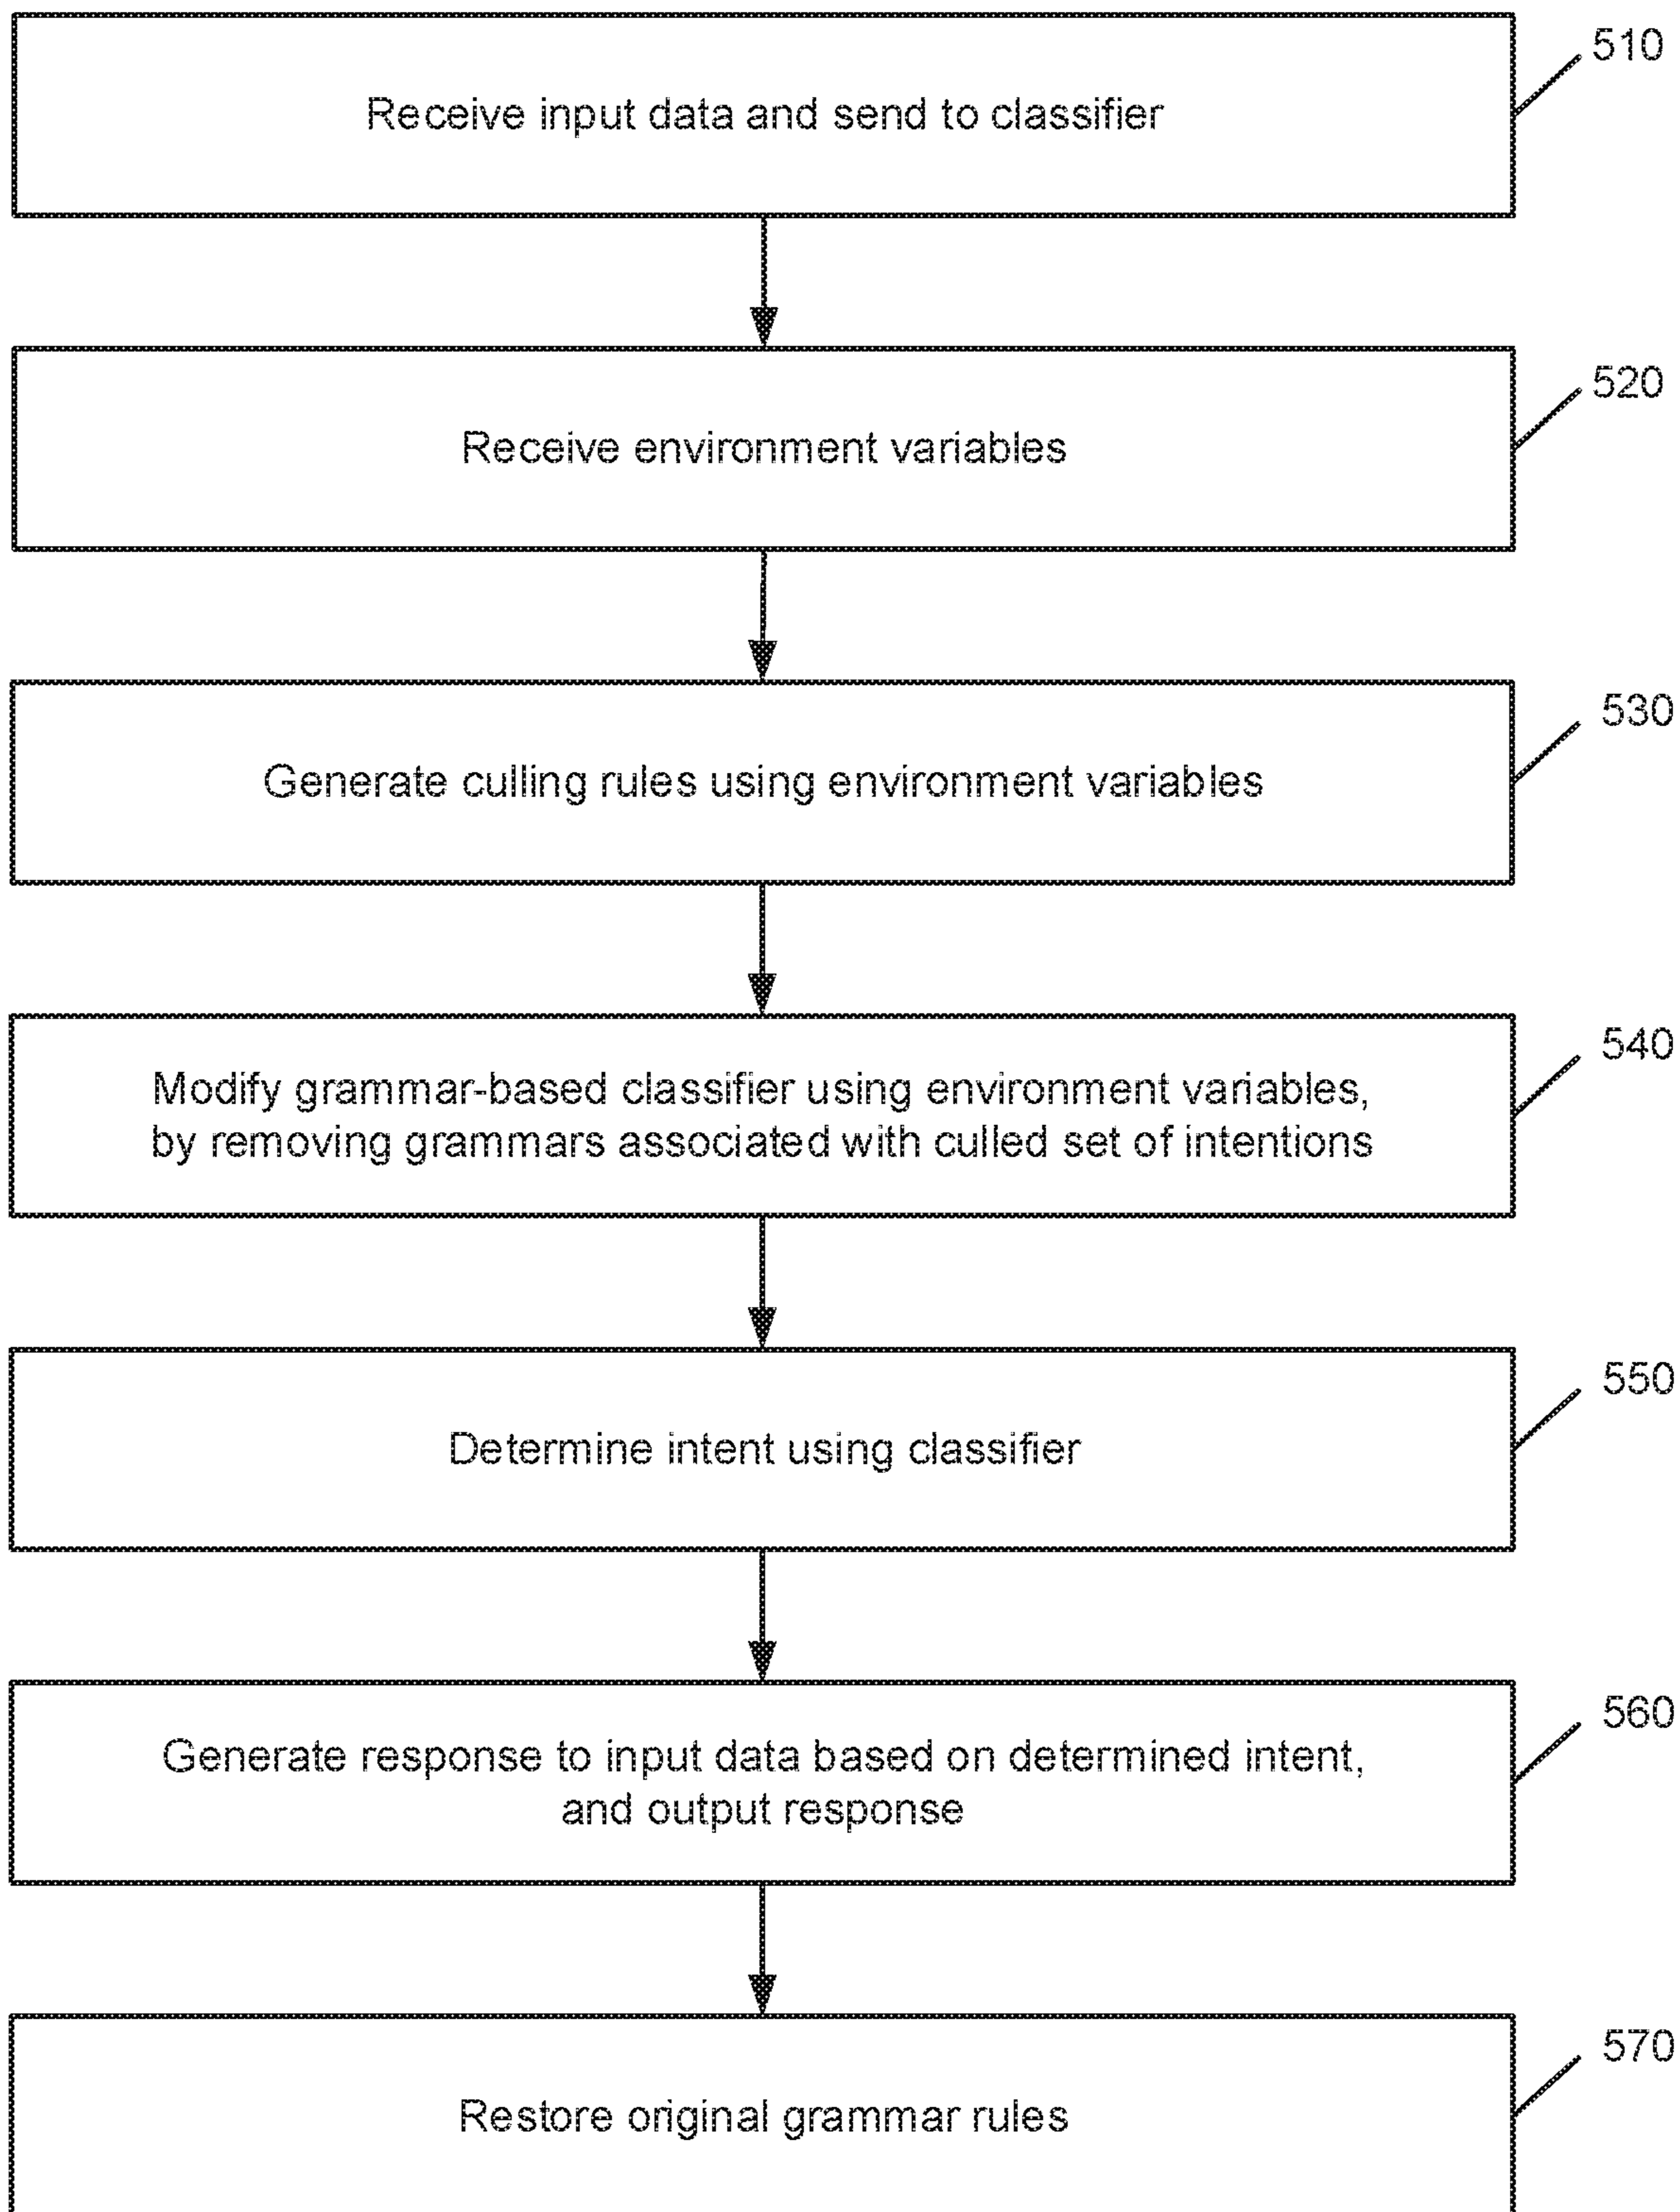 510
Receive input data and send to classifier
520
Receive environment variables
530
Generate culling rules using environment variables
540
Modify grammar-based classifier using environment variables,
by removing grammars associated with culled set of intentions
550
Determine intent using classifier
560
Generate response to input data based on determined intent,
and output response
570
Restore original grammar rules